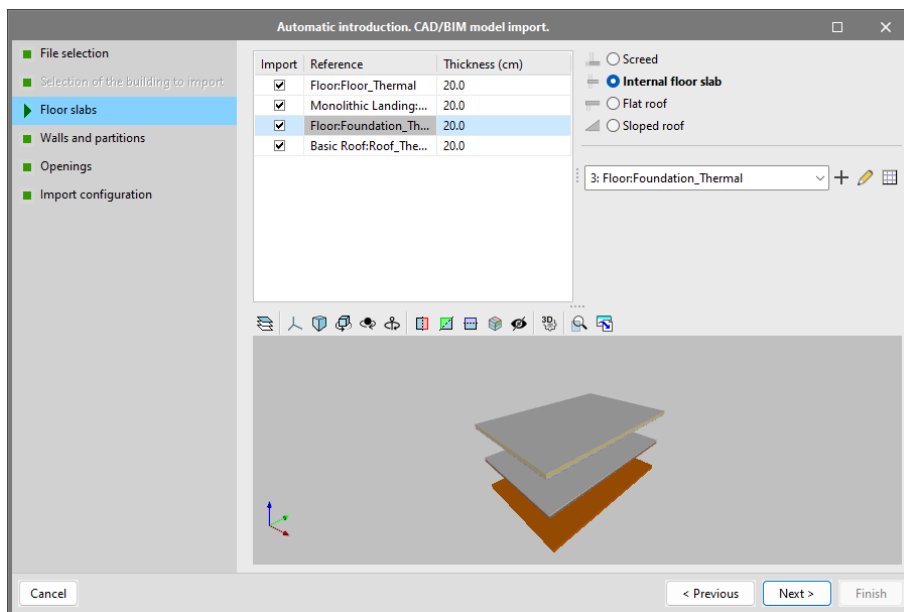 Automatic introduction. CAD/BIM model import.
File selection
Selection of the building to import
Floor slabs
Walls and partitions
Openings
Import configuration
Import Reference Thickness (cm)
Floor:Floor_Thermal 20.0
Monolithic Landing:... 20.0
Floor:Foundation_Th... 20.0
Basic Roof:Roof_The... 20.0
Screed
Internal floor slab
Flat roof
Sloped roof
3: Floor:Foundation_Thermal
3D
Cancel
< Previous
Next >
Finish